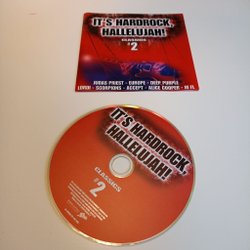 IT'S HARDROCK,
HALLELUJAH!
CLASSICS
#2
JUDAS PRIEST - EUROPE - DEEP PURPLE
LORDI - SCORPIONS - ACCEPT - ALICE COOPER - M.FL
IT'S HARDROCK,
HALLELUJAH!
CLASSICS
#2